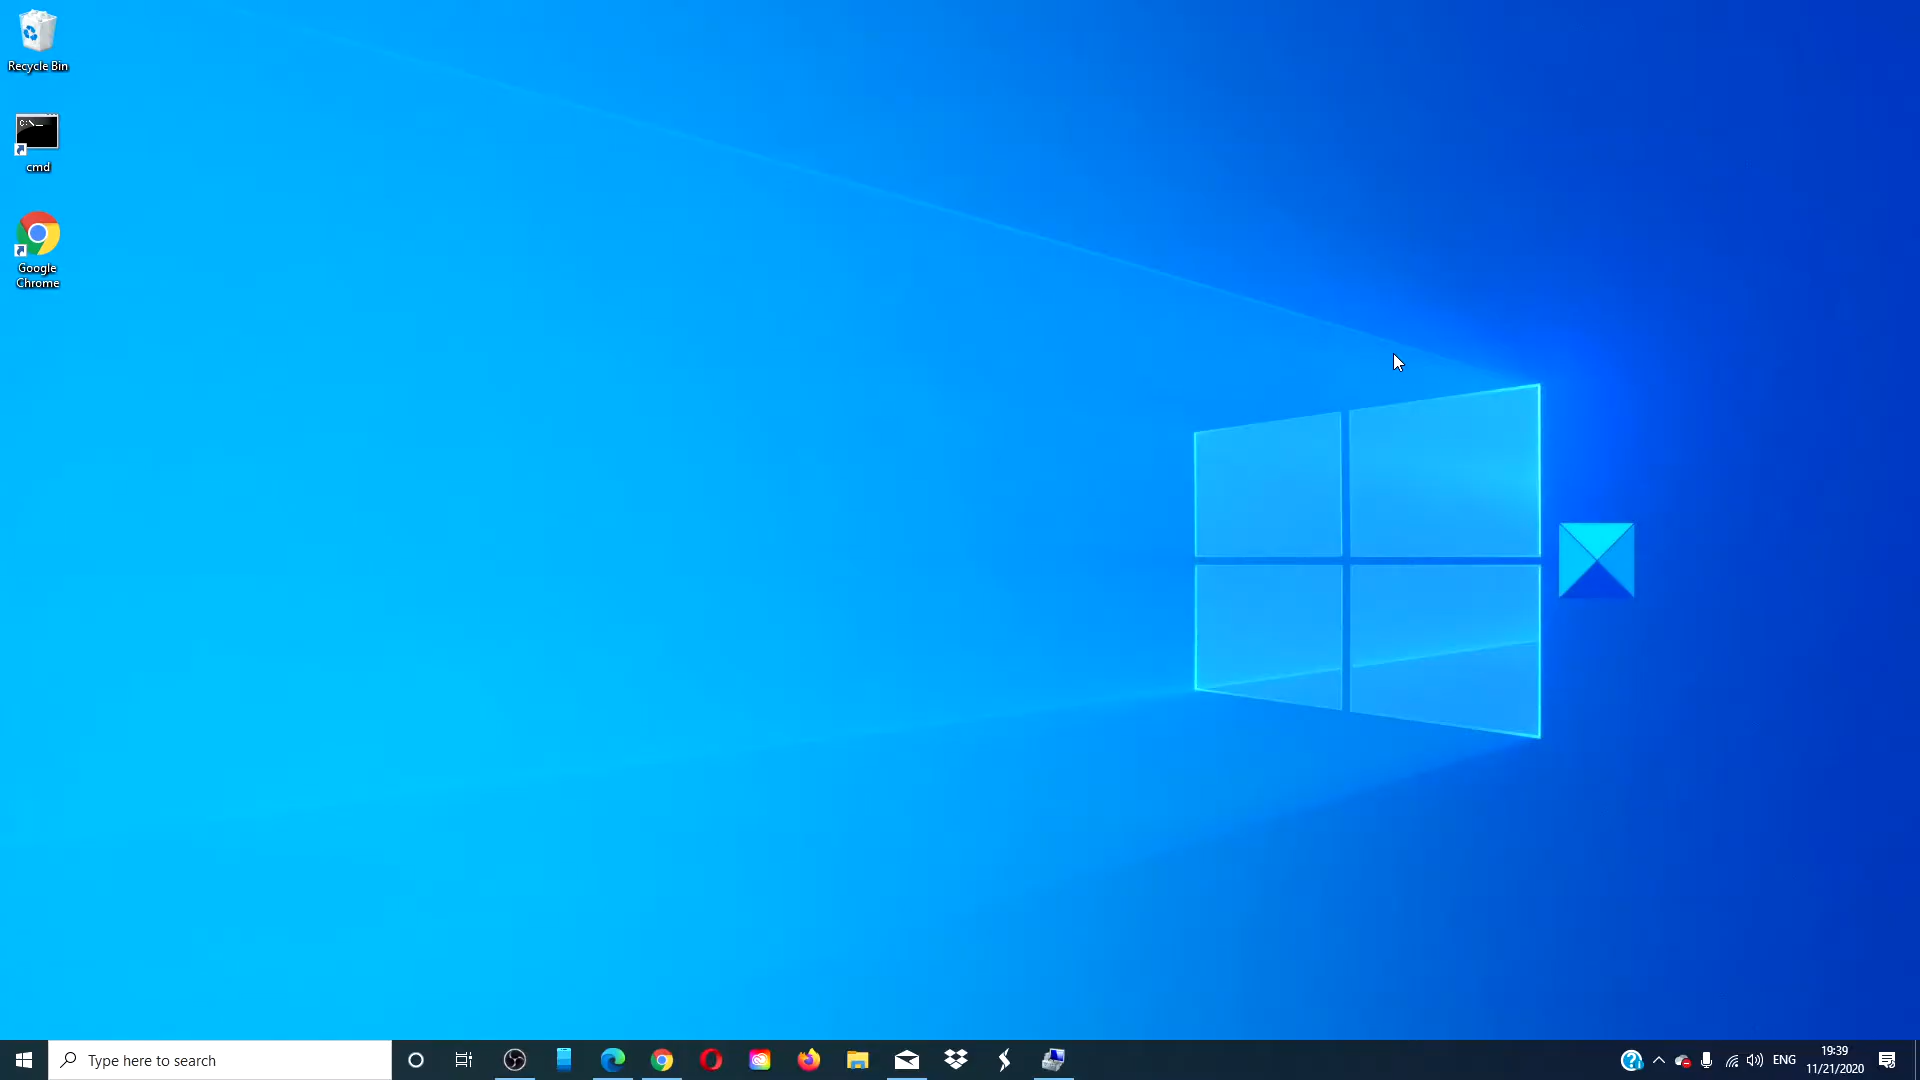 Recycle Bin
C:\._
cmd
Google
Chrome
Type here to search
ENG
19:39
11/21/2020